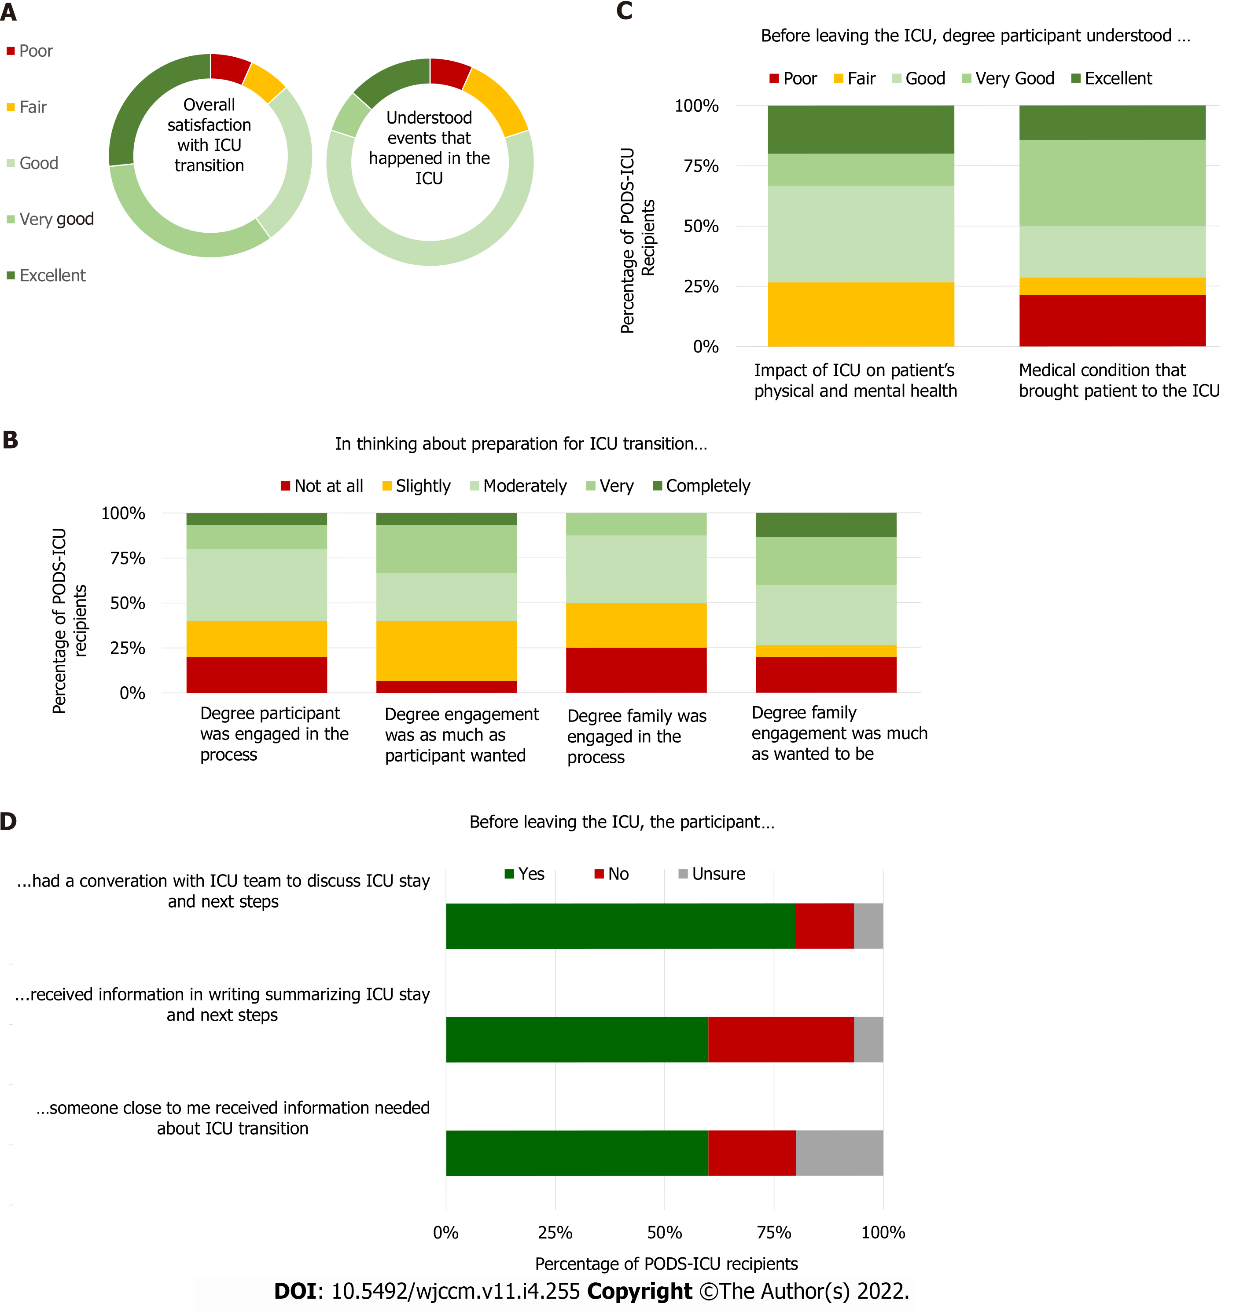 A
Poor
Fair
Good
Very good
Excellent
Overall
satisfaction
with ICU
transition
Understood
events that
happened in the
ICU
C
Before leaving the ICU, degree participant understood ...
Poor Fair Good Very Good Excellent
Percentage of PODS-ICU
Recipients
100%
75%
50%
25%
0%
Impact of ICU on patient's
physical and mental health
Medical condition that
brought patient to the ICU
B
In thinking about preparation for ICU transition...
Not at all Slightly Moderately Very Completely
Percentage of PODS-ICU
recipients
100%
75%
50%
25%
0%
Degree participant
was engaged in the
process
Degree engagement
was as much as
participant wanted
Degree family was
engaged in the
process
Degree family
engagement was much
as wanted to be
D
Before leaving the ICU, the participant...
Yes No Unsure
...had a converation with ICU team to discuss ICU stay
and next steps
...received information in writing summarizing ICU stay
and next steps
...someone close to me received information needed
about ICU transition
0% 25% 50% 75% 100%
Percentage of PODS-ICU recipients
DOI: 10.5492/wjccm.v11.i4.255 Copyright ©The Author(s) 2022.